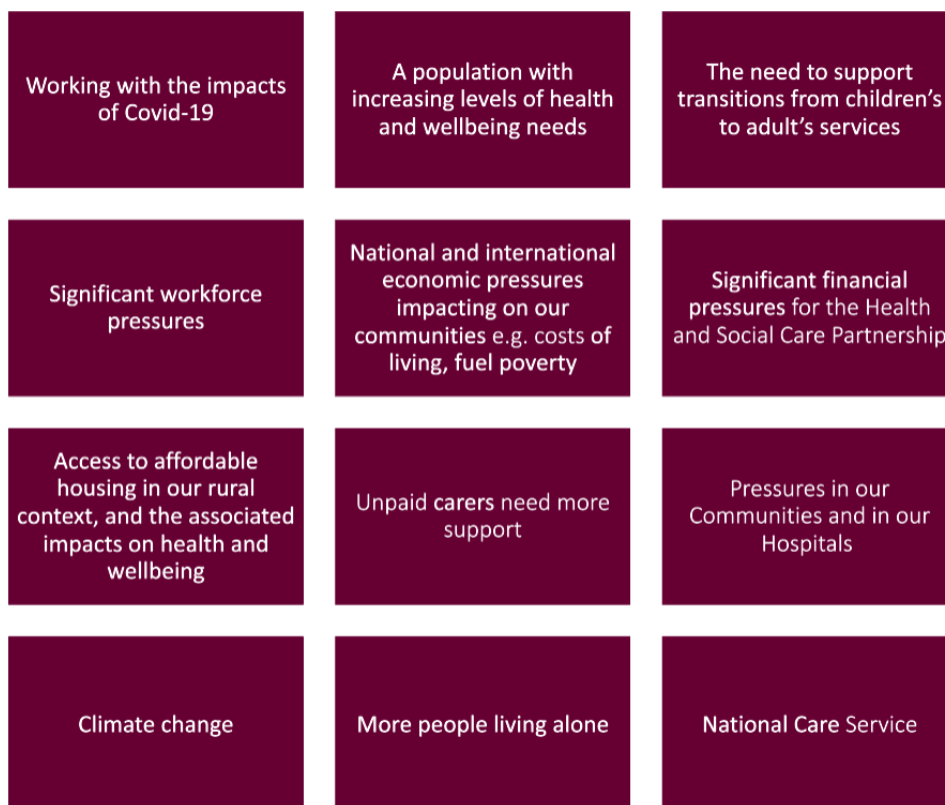 Working with the impacts
of Covid-19
A population with
increasing levels of health
and wellbeing needs
The need to support
transitions from children’s
to adult’s services
Significant workforce
pressures
National and international
economic pressures
impacting on our
communities e.g. costs of
living, fuel poverty
Significant financial
pressures for the Health
and Social Care Partnership
Access to affordable
housing in our rural
context, and the associated
impacts on health and
wellbeing
Unpaid carers need more
support
Pressures in our
Communities and in our
Hospitals
Climate change
More people living alone
National Care Service